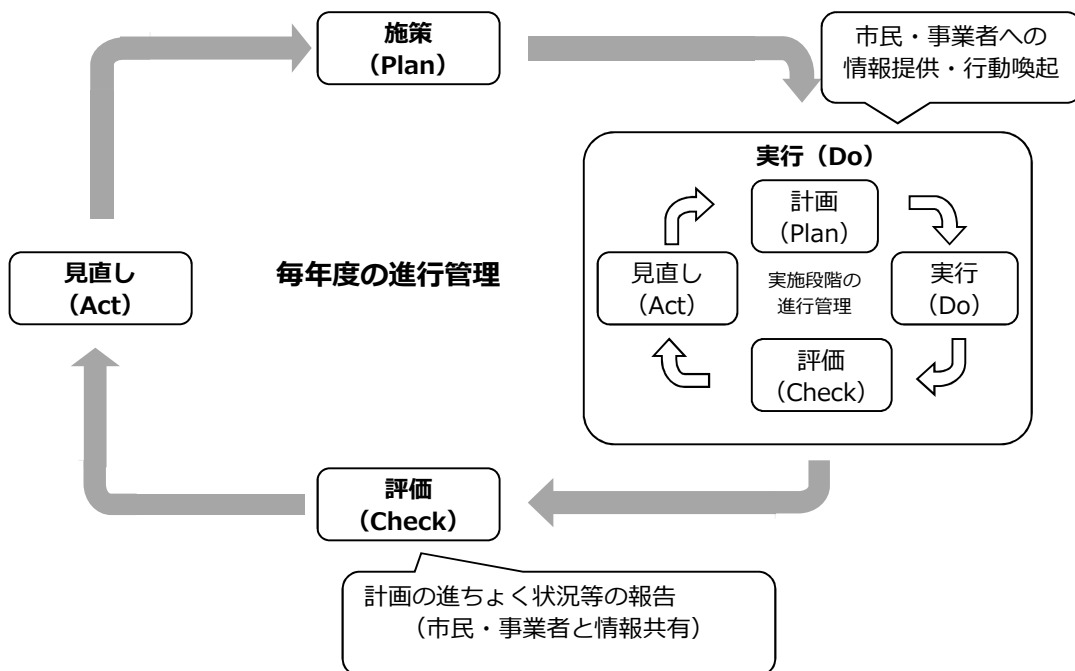 施策
（Plan）
市民・事業者への
情報提供・行動喚起
実行（Do）
計画
（Plan）
見直し
（Act）
実施段階の
進行管理
実行
（Do）
評価
（Check）
毎年度の進行管理
見直し
（Act）
評価
（Check）
計画の進ちょく状況等の報告
（市民・事業者と情報共有）